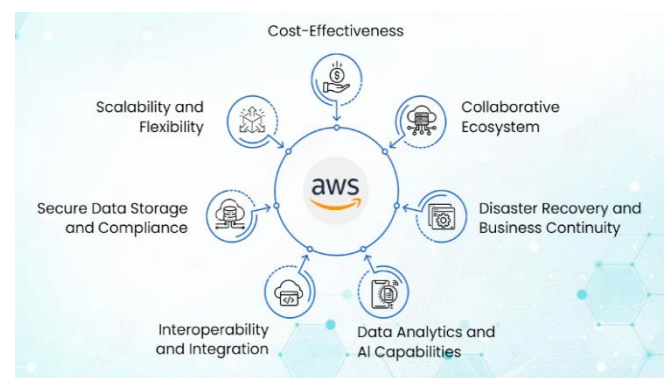 Cost-Effectiveness
Scalability and
Flexibility
Collaborative
Ecosystem
aws
Secure Data Storage
and Compliance
Disaster Recovery and
Business Continuity
Interoperability
and Integration
Data Analytics and
AI Capabilities